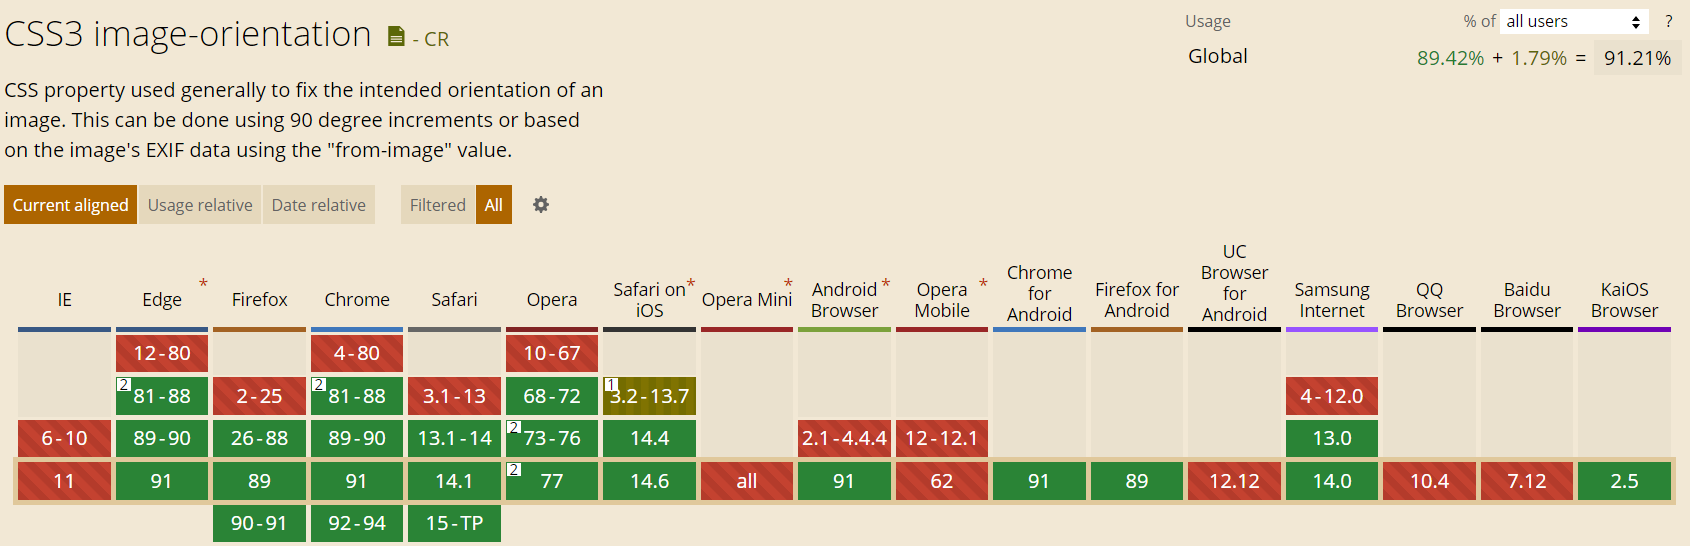 CSS3 image-orientation - CR
Usage % of all users ?
Global 89.42% + 1.79% = 91.21%
CSS property used generally to fix the intended orientation of an
image. This can be done using 90 degree increments or based
on the image's EXIF data using the "from-image" value.
Current aligned Usage relative Date relative Filtered All
IE Edge * Firefox Chrome Safari Opera Safari on iOS * Opera Mini * Android Browser * Opera Mobile * Chrome for Android Firefox for Android UC Browser for Android Samsung Internet QQ Browser Baidu Browser KaiOS Browser
12-80 4-80 10-67
2 81-88 2-25 2 81-88 3.1-13 68-72 1 3.2-13.7 4-12.0
6-10 89-90 26-88 89-90 13.1-14 2 73-76 14.4 2.1-4.4.4 12-12.1 13.0
11 91 89 91 14.1 2 77 14.6 all 91 62 91 89 12.12 14.0 10.4 7.12 2.5
90-91 92-94 15-TP